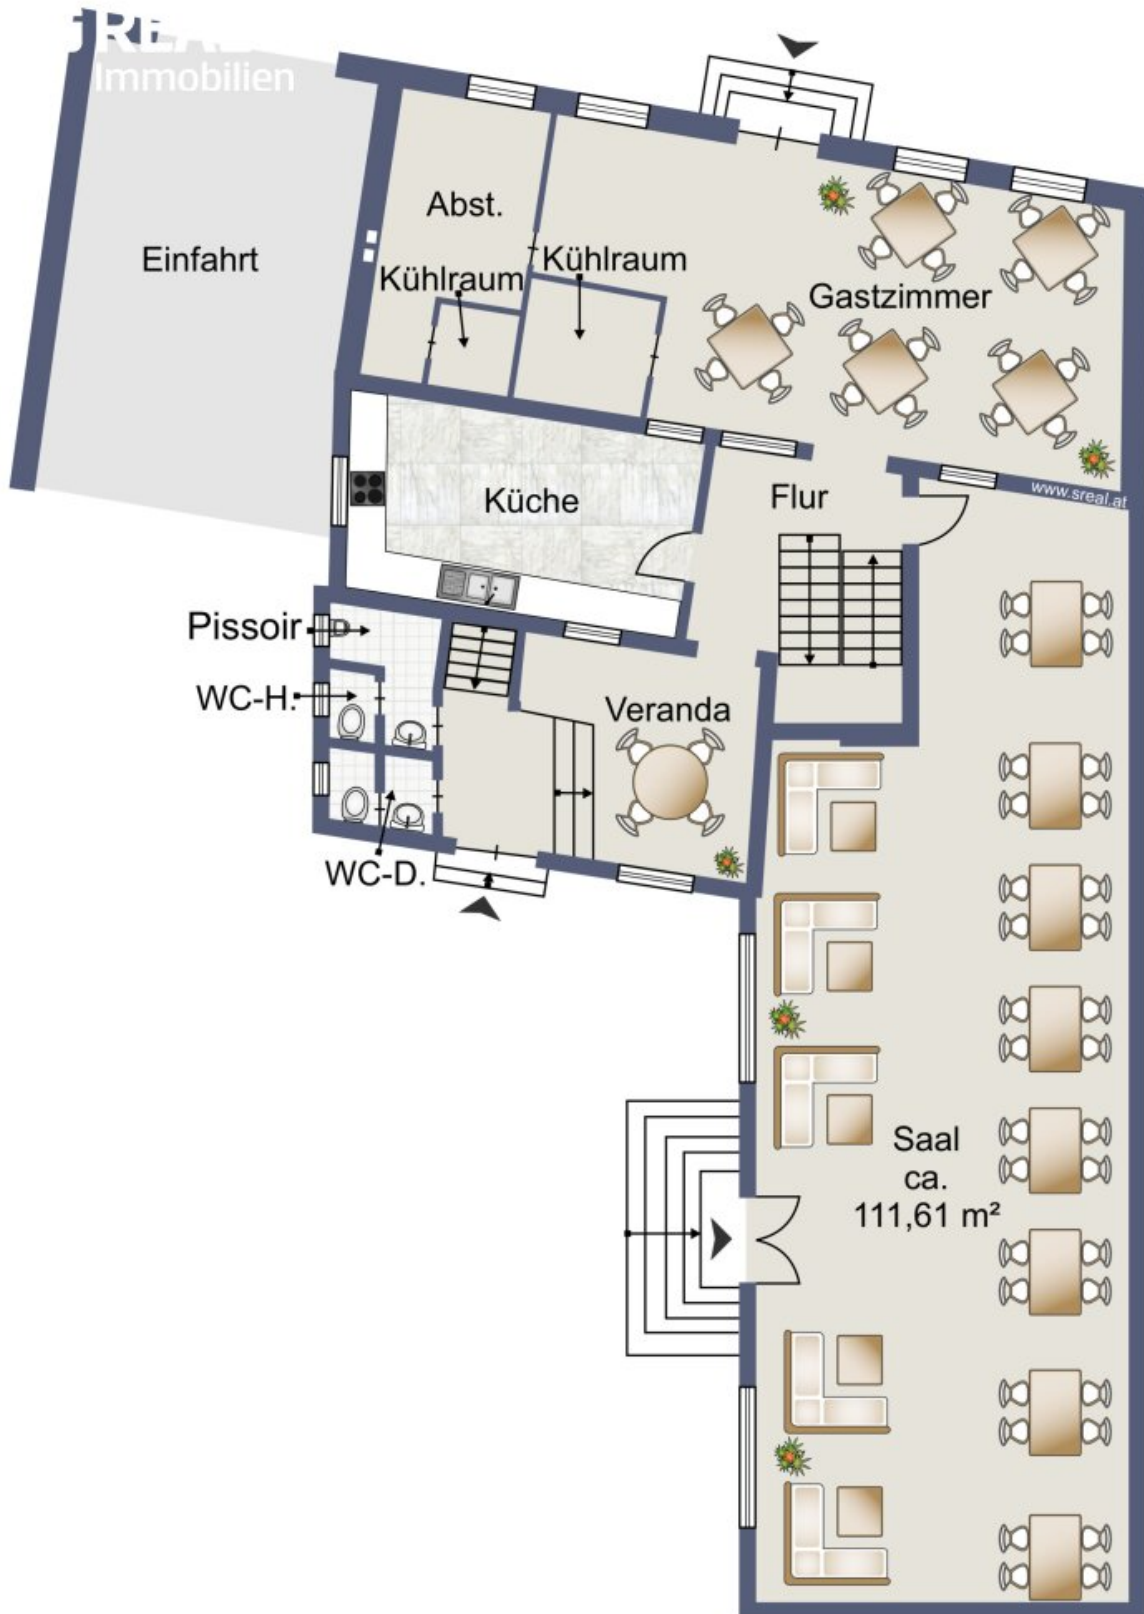 Immobilien
Abst.
Einfahrt
Kühlraum
Kühlraum
Gastzimmer
Küche
Flur
www.sreal.at
Pissoir
WC-H.
Veranda
WC-D.
Saal
ca.
111,61 m²